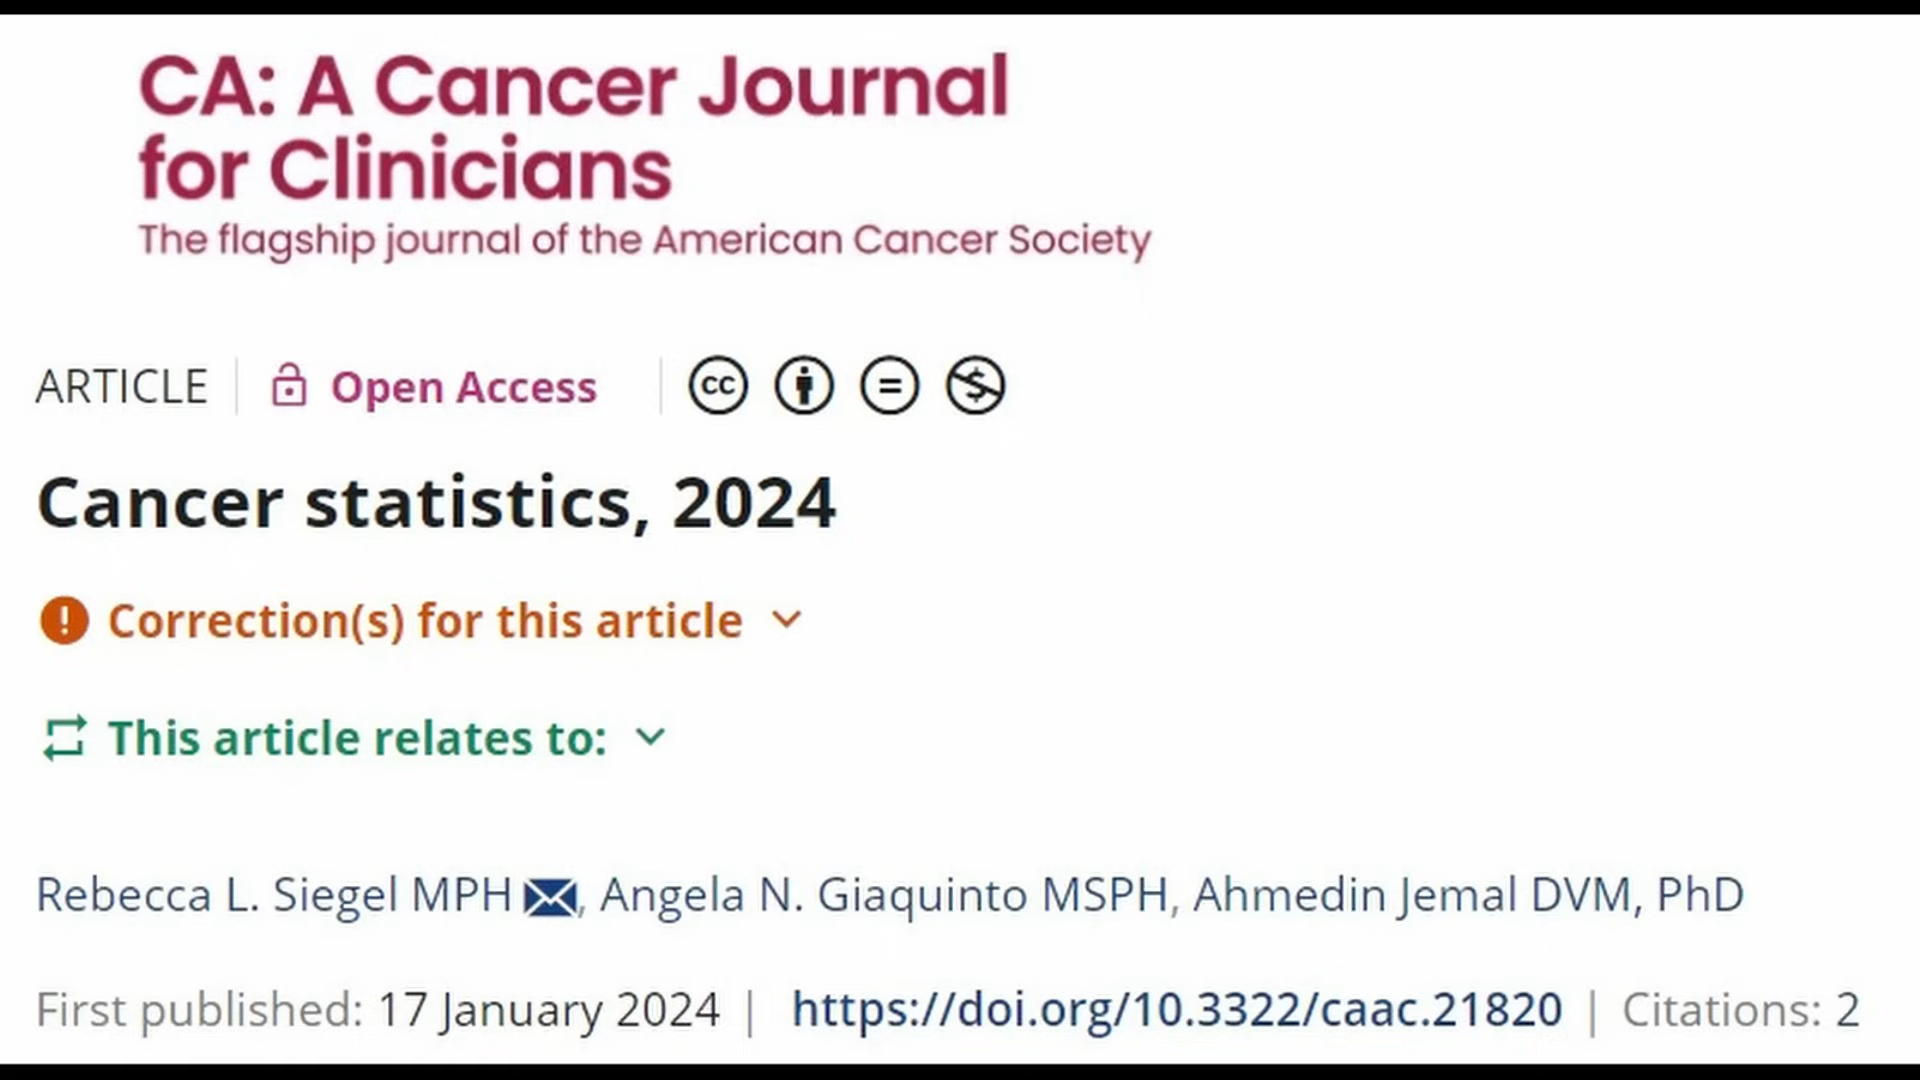 CA: A Cancer Journal
for Clinicians
The flagship journal of the American Cancer Society
ARTICLE Open Access cc = $
Cancer statistics, 2024
! Correction(s) for this article
This article relates to:
Rebecca L. Siegel MPH, Angela N. Giaquinto MSPH, Ahmedin Jemal DVM, PhD
First published: 17 January 2024 | https://doi.org/10.3322/caac.21820 | Citations: 2